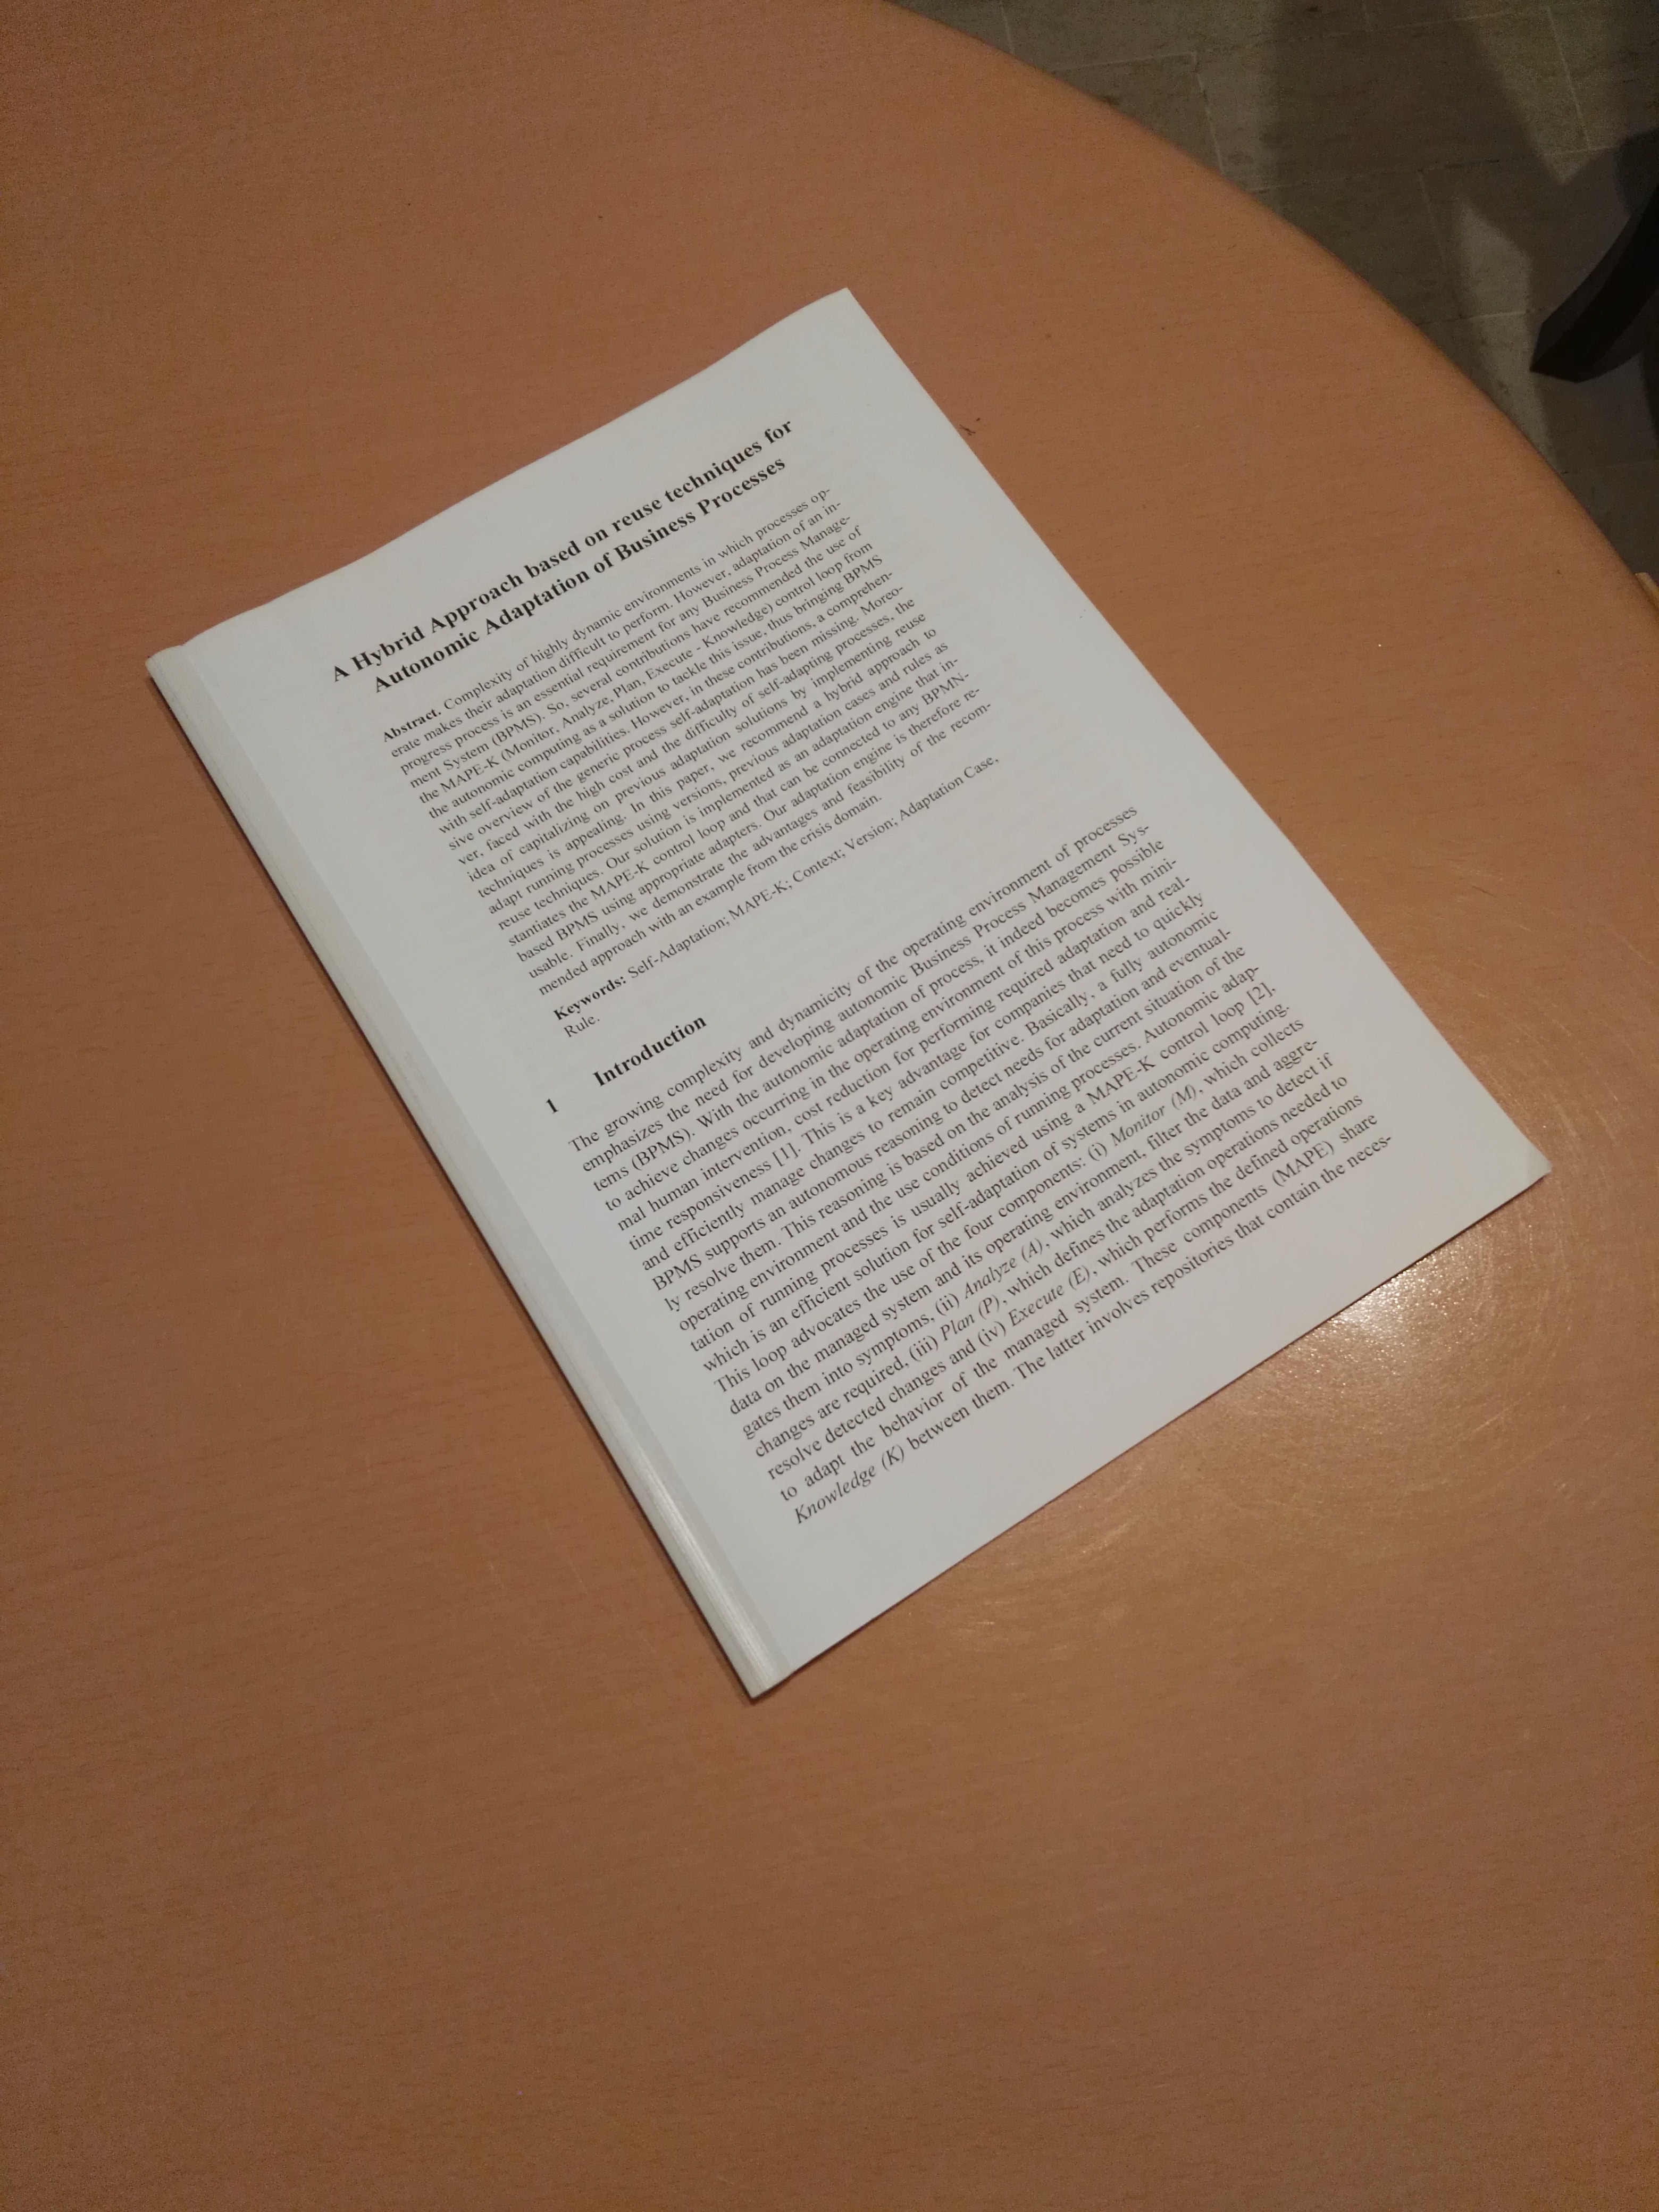 A Hybrid Approach based on reuse techniques for
Autonomic Adaptation of Business Processes
Abstract. Complexity of highly dynamic environments in which processes op-
erate makes their adaptation difficult to perform. However, adaptation of an in-
progress process is an essential requirement for any Business Process Manage-
ment System (BPMS). So, several contributions have recommended the use of
the MAPE-K (Monitor, Analyze, Plan, Execute - Knowledge) control loop from
the autonomic computing as a solution to tackle this issue, thus bringing BPMS
with self-adaptation capabilities. However, in these contributions, a comprehen-
sive overview of the generic process self-adaptation has been missing. Moreo-
ver, faced with the high cost and the difficulty of self-adapting processes, the
idea of capitalizing on previous adaptation solutions by implementing reuse
techniques is appealing. In this paper, we recommend a hybrid approach to
adapt running processes using versions, previous adaptation cases and rules as
reuse techniques. Our solution is implemented as an adaptation engine that in-
stantiates the MAPE-K control loop and that can be connected to any BPMN-
based BPMS using appropriate adapters. Our adaptation engine is therefore re-
usable. Finally, we demonstrate the advantages and feasibility of the recom-
mended approach with an example from the crisis domain.
Keywords: Self-Adaptation; MAPE-K; Context; Version; Adaptation Case,
Rule.
1 Introduction
The growing complexity and dynamicity of the operating environment of processes
emphasizes the need for developing autonomic Business Process Management Sys-
tems (BPMS). With the autonomic adaptation of process, it indeed becomes possible
to achieve changes occurring in the operating environment of this process with mini-
mal human intervention, cost reduction for performing required adaptation and real-
time responsiveness [1]. This is a key advantage for companies that need to quickly
and efficiently manage changes to remain competitive. Basically, a fully autonomic
BPMS supports an autonomous reasoning to detect needs for adaptation and eventual-
ly resolve them. This reasoning is based on the analysis of the current situation of the
operating environment and the use conditions of running processes. Autonomic adap-
tation of running processes is usually achieved using a MAPE-K control loop [2],
which is an efficient solution for self-adaptation of systems in autonomic computing.
This loop advocates the use of the four components: (i) Monitor (M), which collects
data on the managed system and its operating environment, filter the data and aggre-
gates them into symptoms, (ii) Analyze (A), which analyzes the symptoms to detect if
changes are required, (iii) Plan (P), which defines the adaptation operations needed to
resolve detected changes and (iv) Execute (E), which performs the defined operations
to adapt the behavior of the managed system. These components (MAPE) share
Knowledge (K) between them. The latter involves repositories that contain the neces-